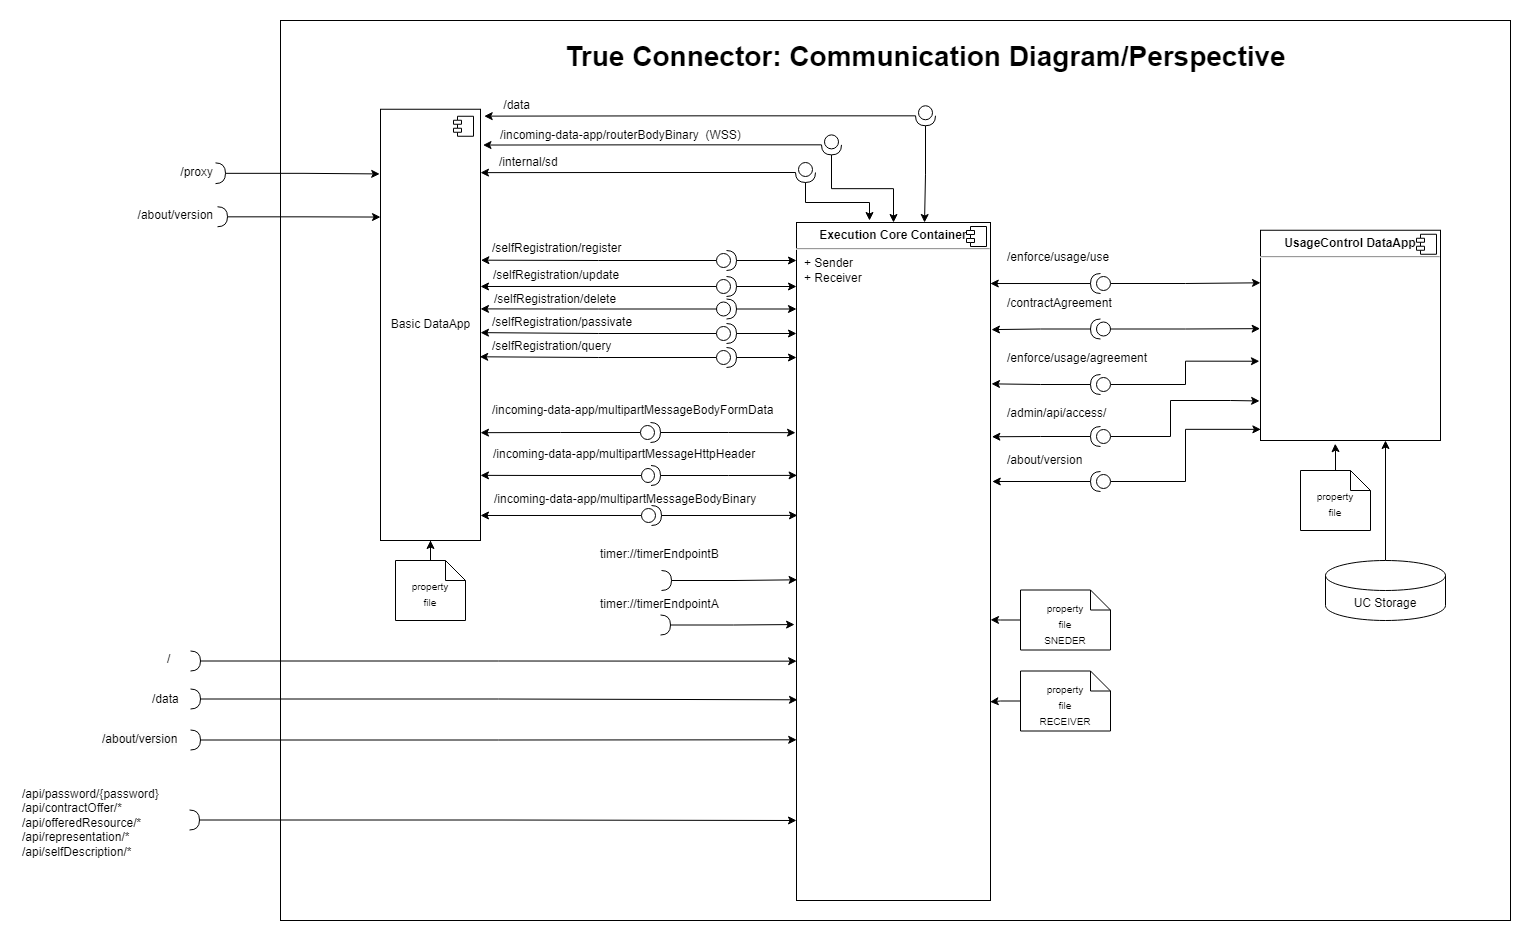 True Connector: Communication Diagram/Perspective
/data
/incoming-data-app/routerBodyBinary (WSS)
/internal/sd
/proxy
/about/version
Basic DataApp
/selfRegistration/register
/selfRegistration/update
/selfRegistration/delete
/selfRegistration/passivate
/selfRegistration/query
/incoming-data-app/multipartMessageBodyFormData
/incoming-data-app/multipartMessageHttpHeader
/incoming-data-app/multipartMessageBodyBinary
property
file
timer://timerEndpointB
timer://timerEndpointA
/
/data
/about/version
/api/password/{password}
/api/contractOffer/*
/api/offeredResource/*
/api/representation/*
/api/selfDescription/*
Execution Core Container
+ Sender
+ Receiver
/enforce/usage/use
/contractAgreement
/enforce/usage/agreement
/admin/api/access/
/about/version
UsageControl DataApp
property
file
UC Storage
property
file
SNEDER
property
file
RECEIVER